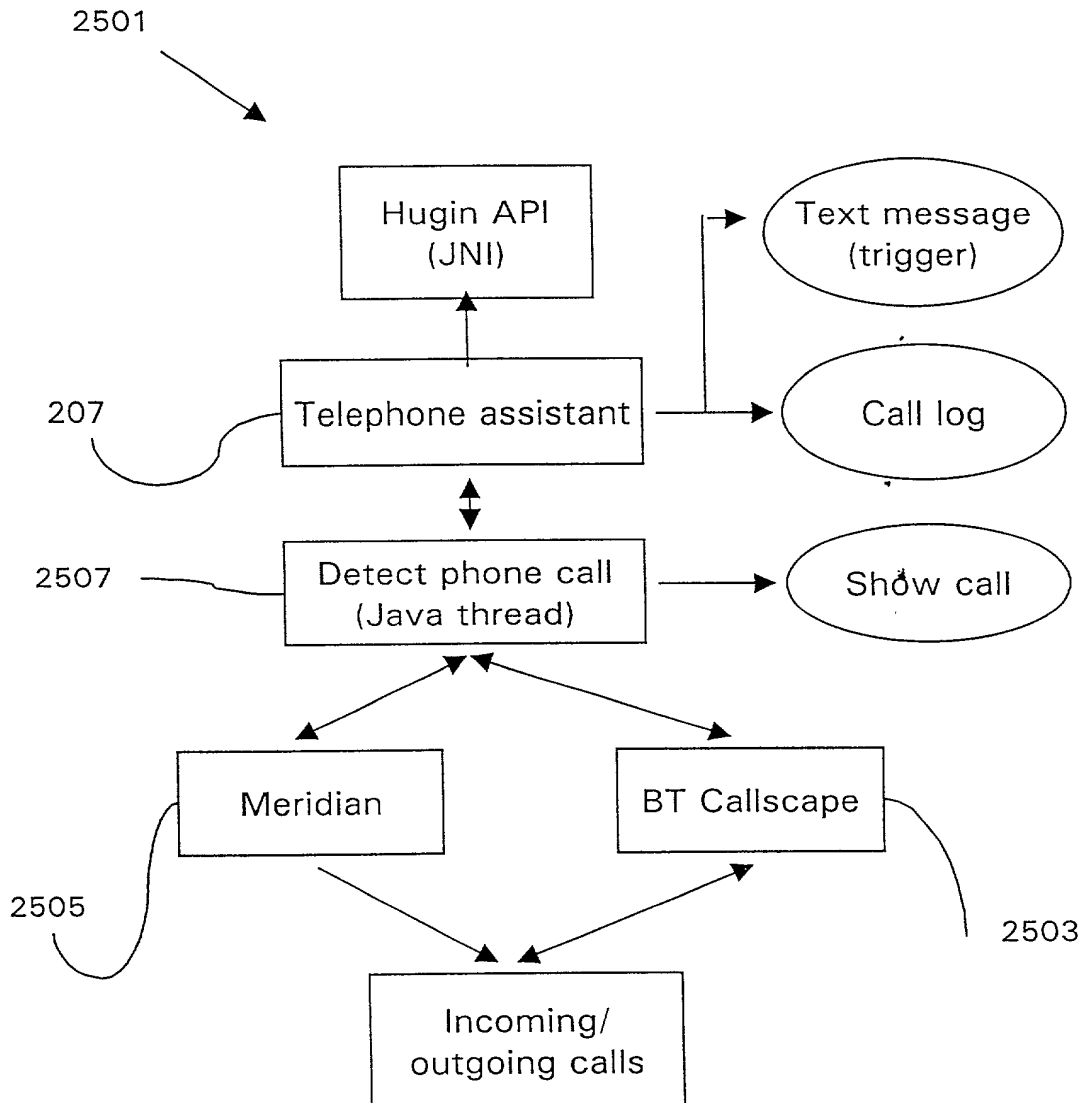 2501
Hugin API
(JNI)
Text message
(trigger)
207
Telephone assistant
Call log
2507
Detect phone call
(Java thread)
Show call
Meridian
BT Callscape
2505
2503
Incoming/
outgoing calls